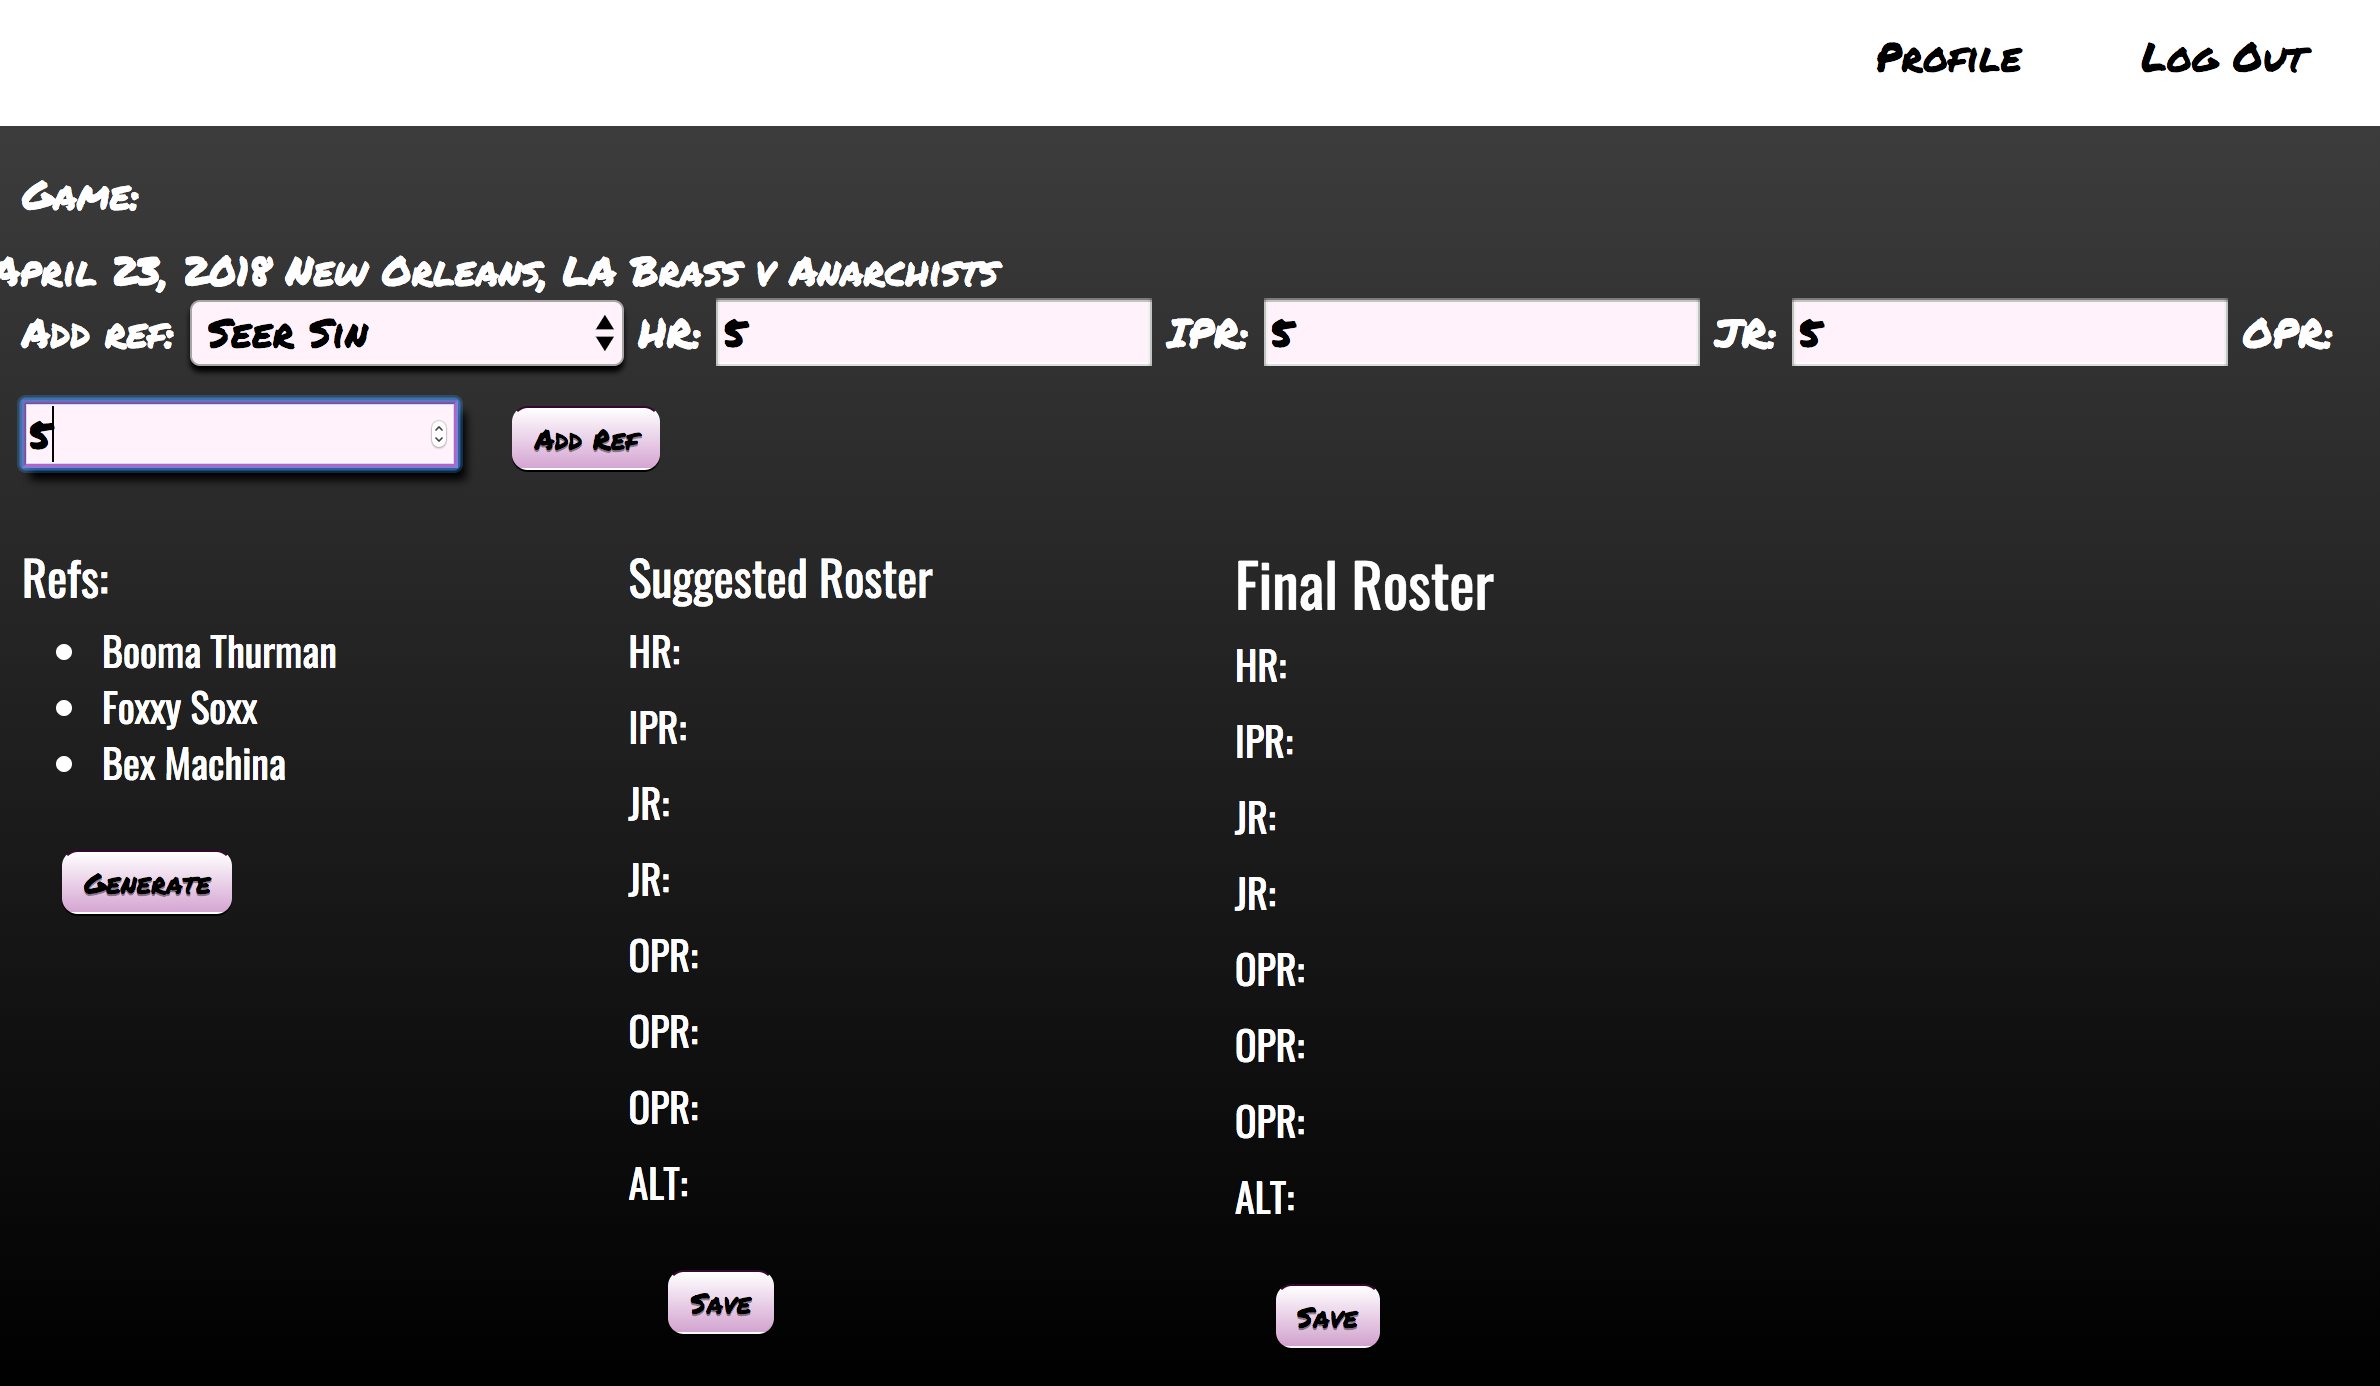 Profile Log Out
Game:
April 23, 2018 New Orleans, LA Brass v Anarchists
Add ref: Seer Sin HR: 5 IPR: 5 JR: 5 OPR:
5 Add Ref
Refs:
Booma Thurman
Foxxy Soxx
Bex Machina
Generate
Suggested Roster
HR:
IPR:
JR:
JR:
OPR:
OPR:
OPR:
ALT:
Save
Final Roster
HR:
IPR:
JR:
JR:
OPR:
OPR:
OPR:
ALT:
Save